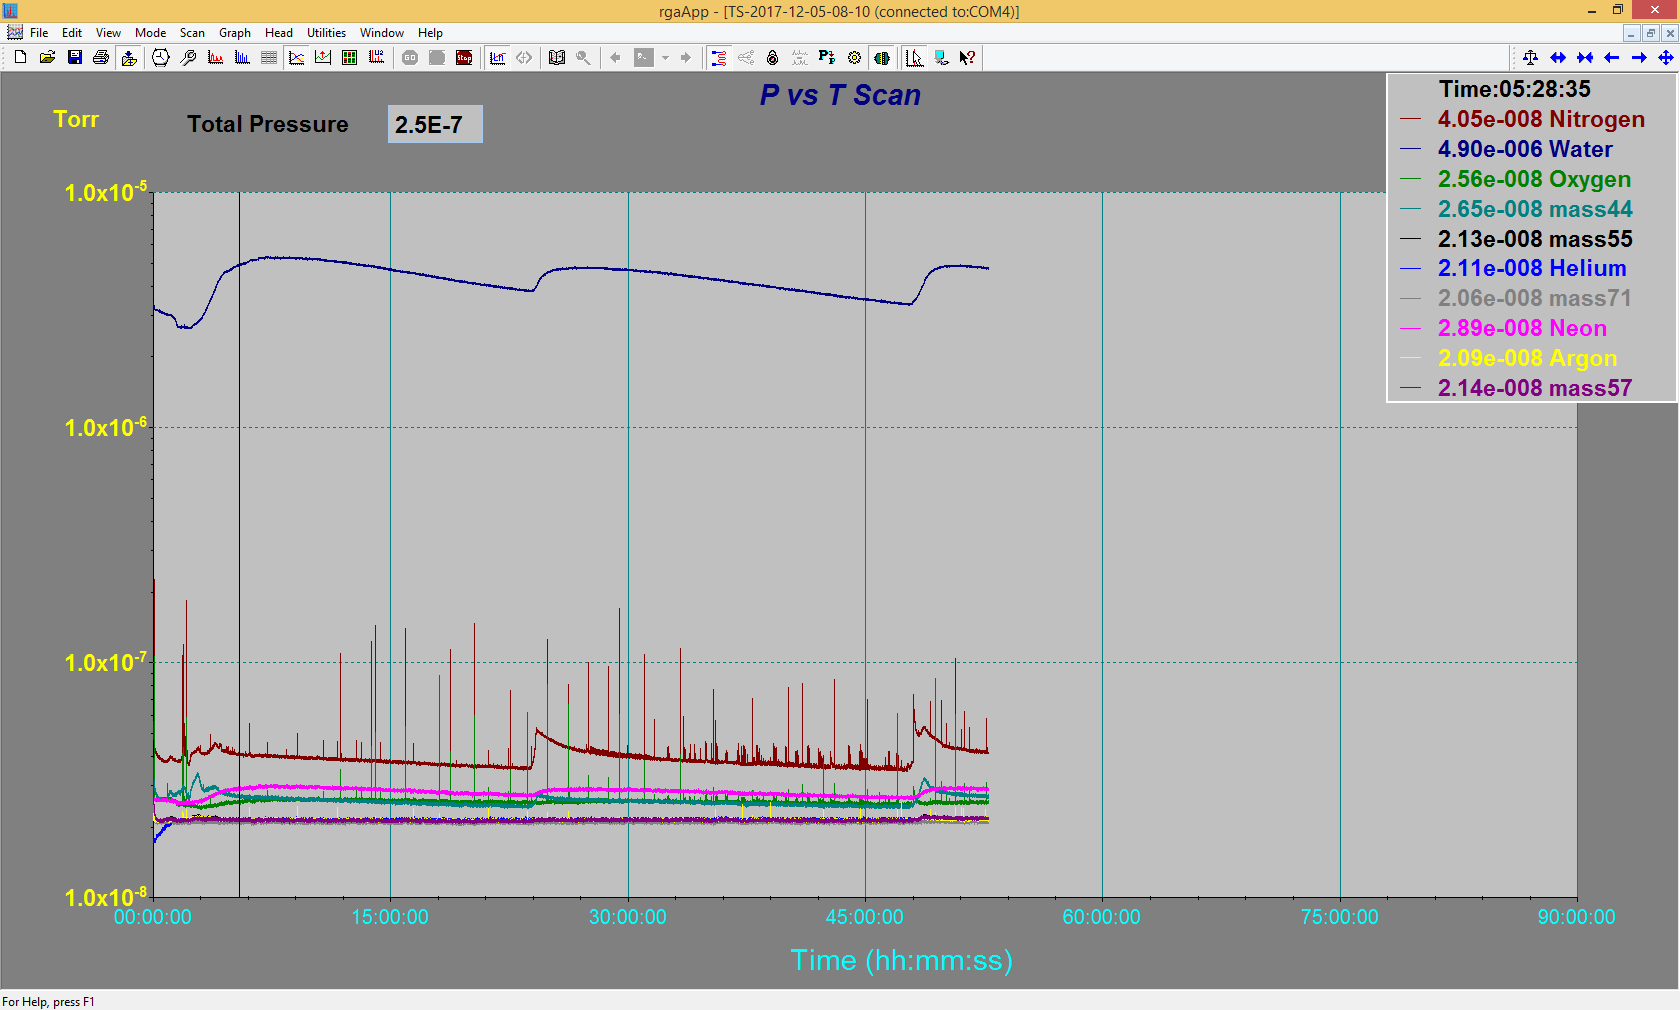 rgaApp - [TS-2017-12-05-08-10 (connected to:COM4)]
File Edit View Mode Scan Graph Head Utilities Window Help
GO Stop
P vs T Scan
Torr
Total Pressure 2.5E-7
Time:05:28:35
4.05e-008 Nitrogen
4.90e-006 Water
2.56e-008 Oxygen
2.65e-008 mass44
2.13e-008 mass55
2.11e-008 Helium
2.06e-008 mass71
2.89e-008 Neon
2.09e-008 Argon
2.14e-008 mass57
1.0x10-5
1.0x10-6
1.0x10-7
1.0x10-8
00:00:00 15:00:00 30:00:00 45:00:00 60:00:00 75:00:00 90:00:00
Time (hh:mm:ss)
For Help, press F1